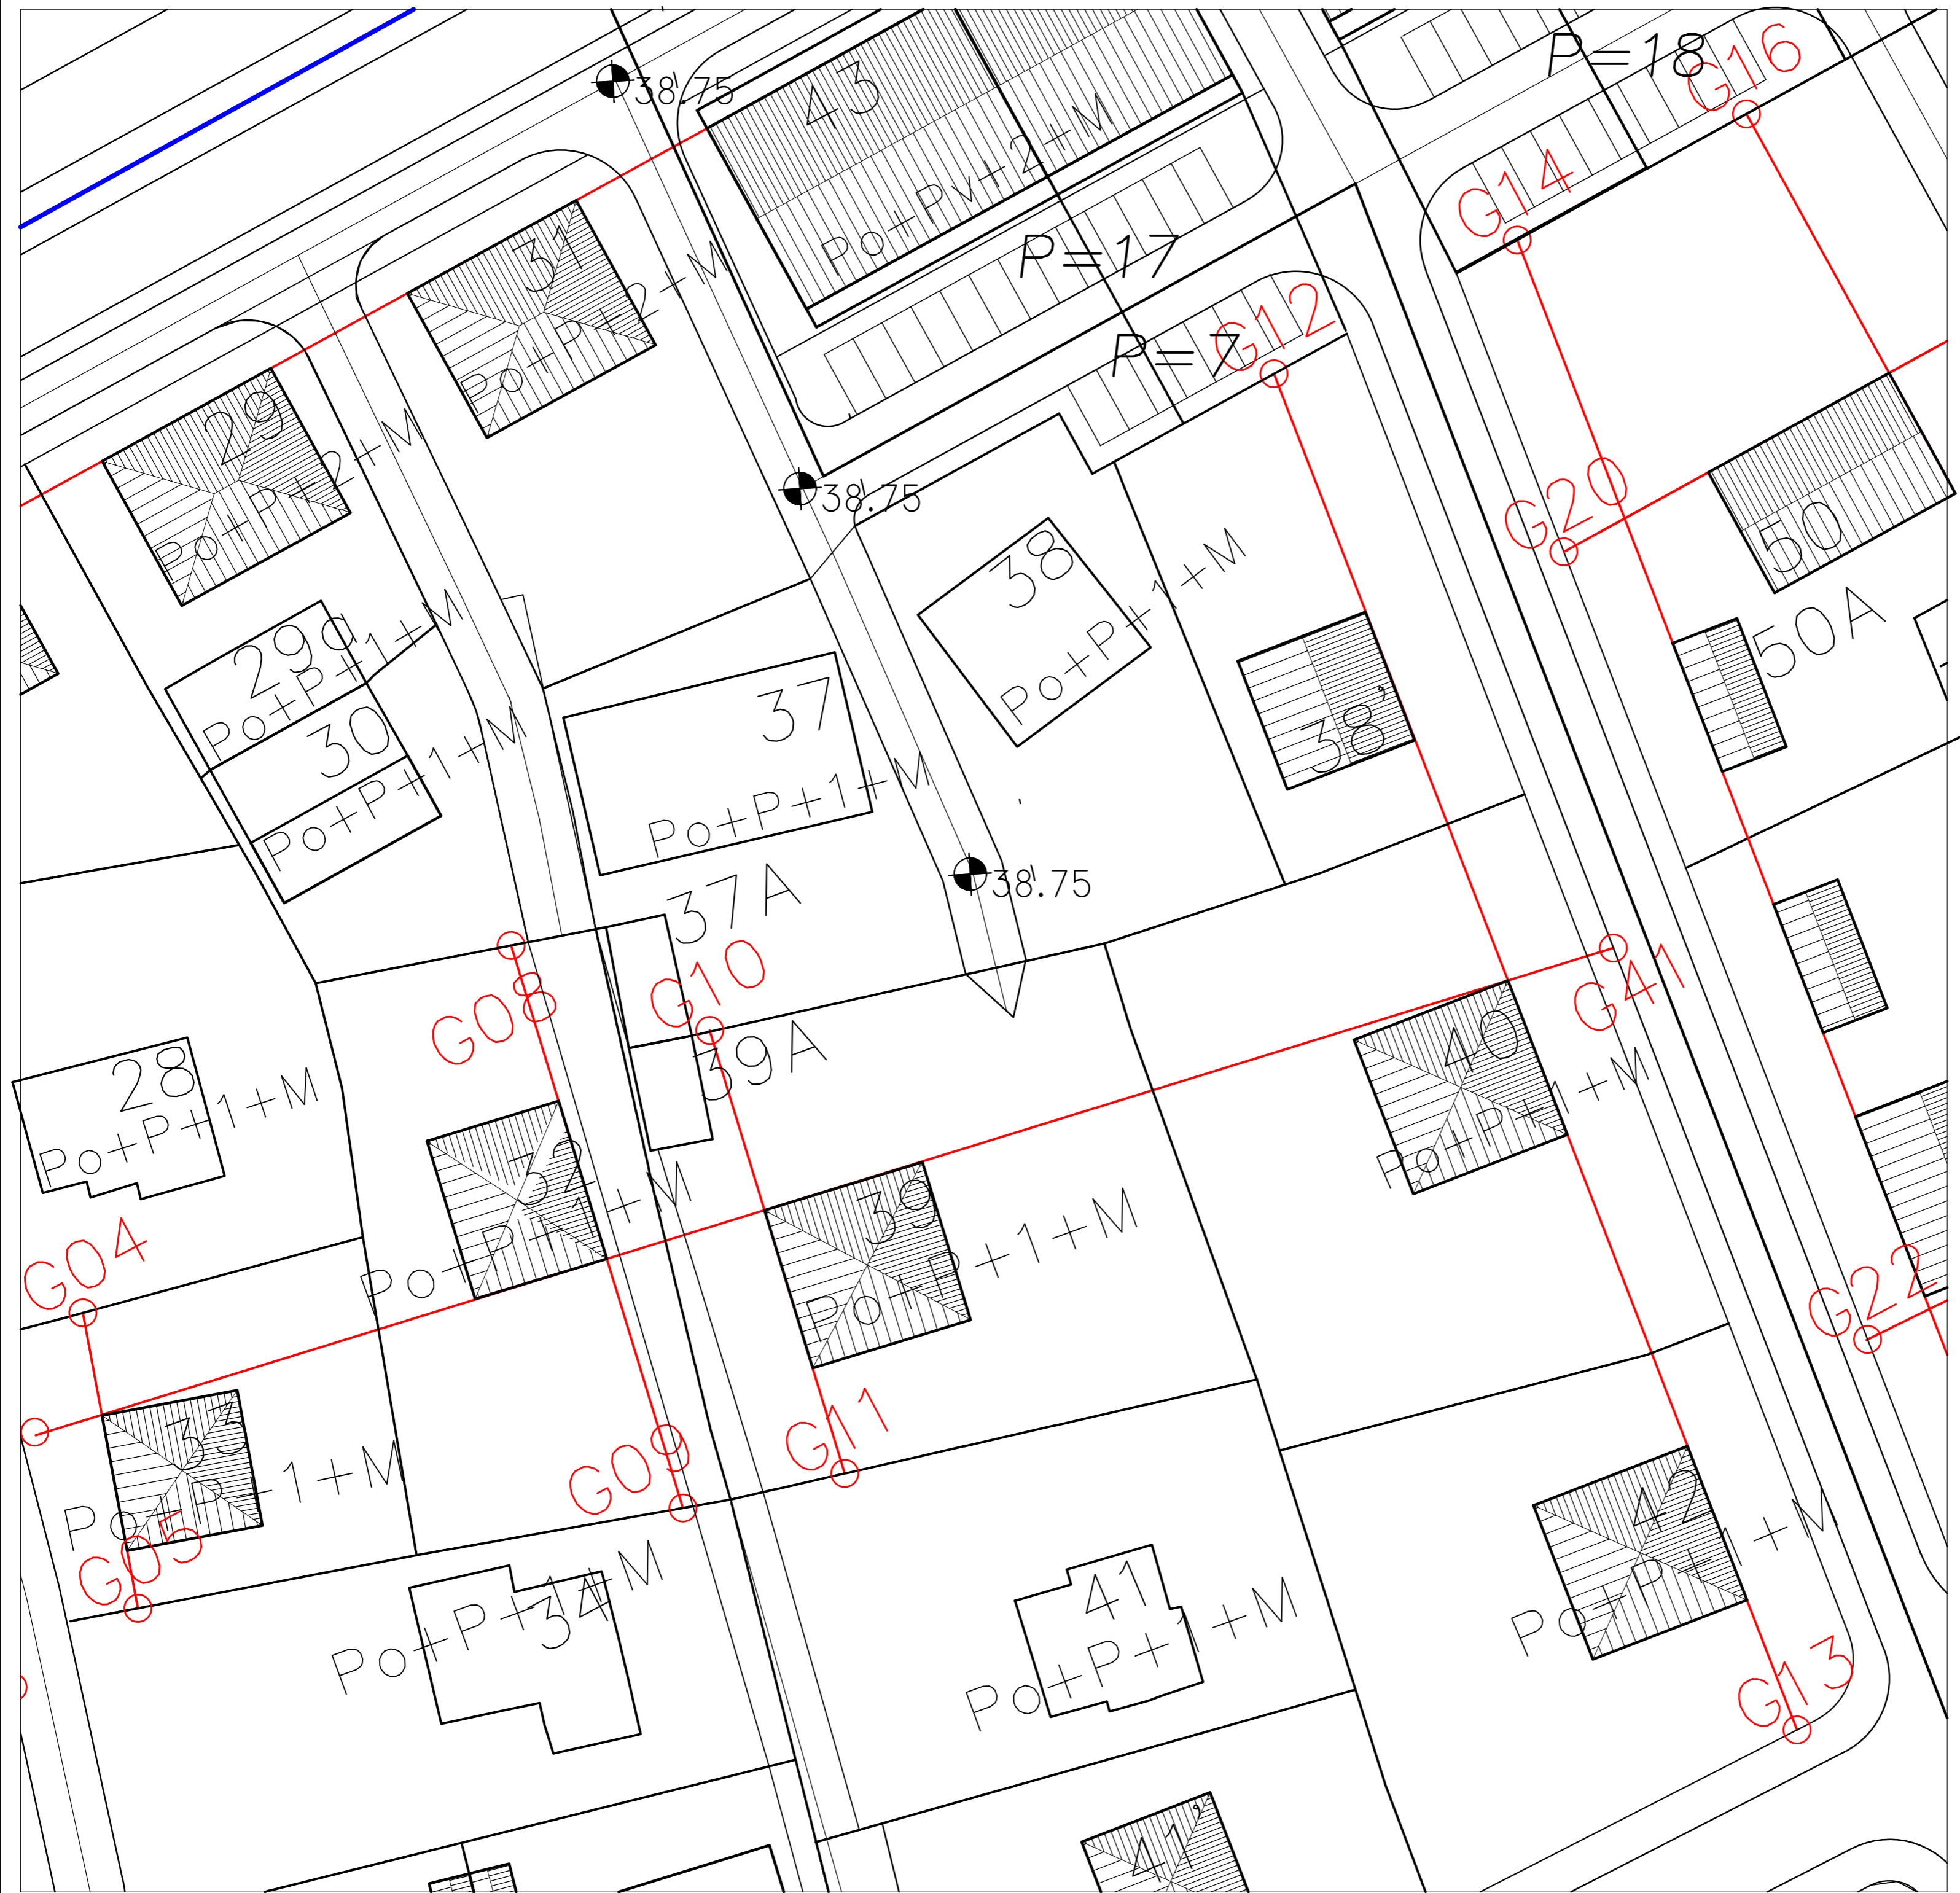 P=18
G16
38.75
43
Po+Pv+2+M
G14
P=17
31
Po+P+2+M
G12
P=7
29
Po+P+2+M
G20
38.75
50
38
Po+P+1+M
50A
29a
Po+P+1+M
30
Po+P+1+M
37
Po+P+1+M
38'
38.75
37A
G10
G08
G41
39A
40
Po+P+1+M
28
Po+P+1+M
32
Po+P+1+M
39
Po+P+1+M
G04
G22
33
Po+P+1+M
G11
G09
G05
42
Po+P+1+M
34
Po+P+1+M
41
Po+P+1+M
G13
41'